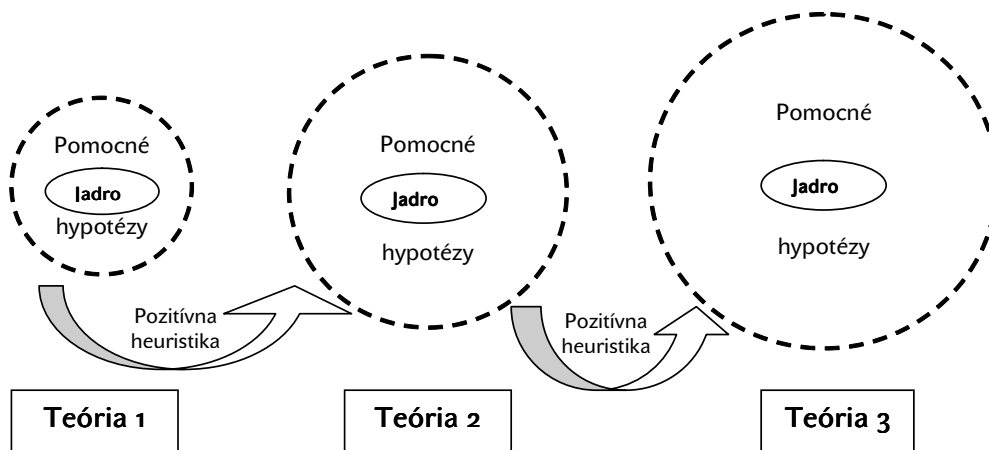 Pomocné
Jadro
hypotézy
Pomocné
Jadro
hypotézy
Pomocné
Jadro
hypotézy
Pozitívna
heuristika
Pozitívna
heuristika
Teória 1
Teória 2
Teória 3